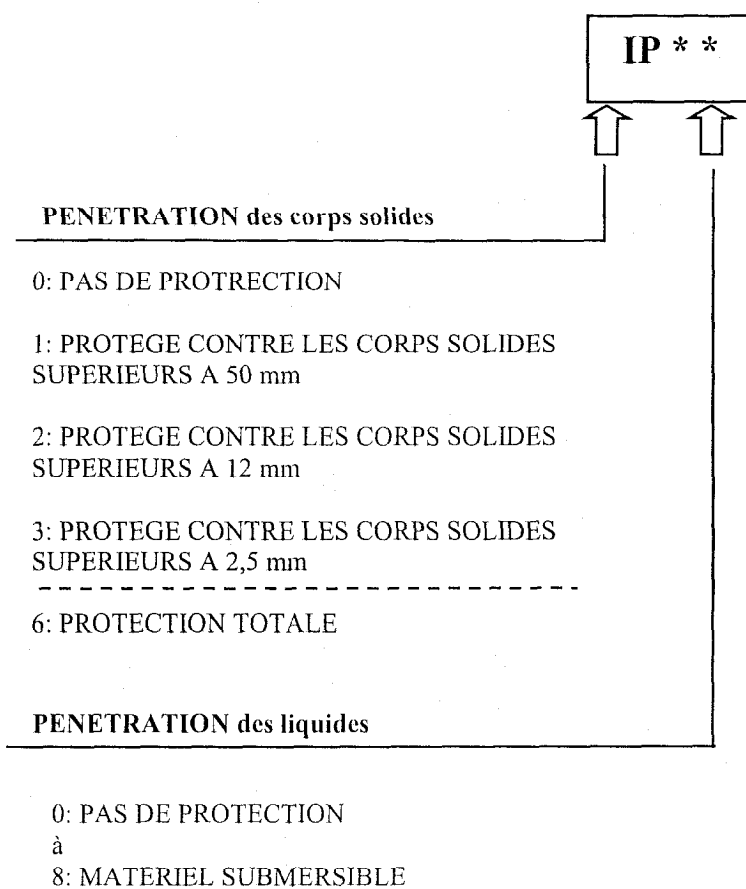 IP * *
PENETRATION des corps solides
0: PAS DE PROTRECTION
1: PROTEGE CONTRE LES CORPS SOLIDES
SUPERIEURS A 50 mm
2: PROTEGE CONTRE LES CORPS SOLIDES
SUPERIEURS A 12 mm
3: PROTEGE CONTRE LES CORPS SOLIDES
SUPERIEURS A 2,5 mm
6: PROTECTION TOTALE
PENETRATION des liquides
0: PAS DE PROTECTION
à
8: MATERIEL SUBMERSIBLE